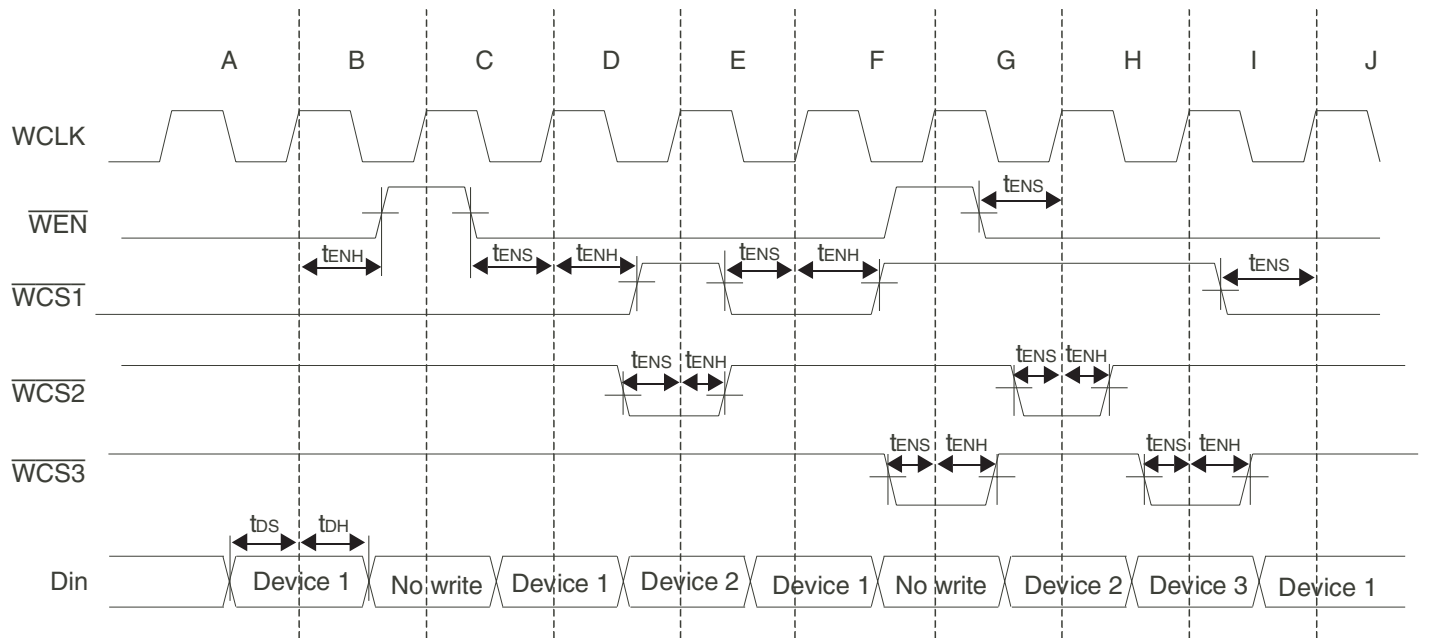 A B C D E F G H I J
WCLK
WEN
tENS
tENH tENS tENH tENS tENH
WCS1
tENS
tENS tENH tENS tENH
WCS2
tENS tENH tENS tENH
WCS3
tDS tDH
Din Device 1 No write Device 1 Device 2 Device 1 No write Device 2 Device 3 Device 1